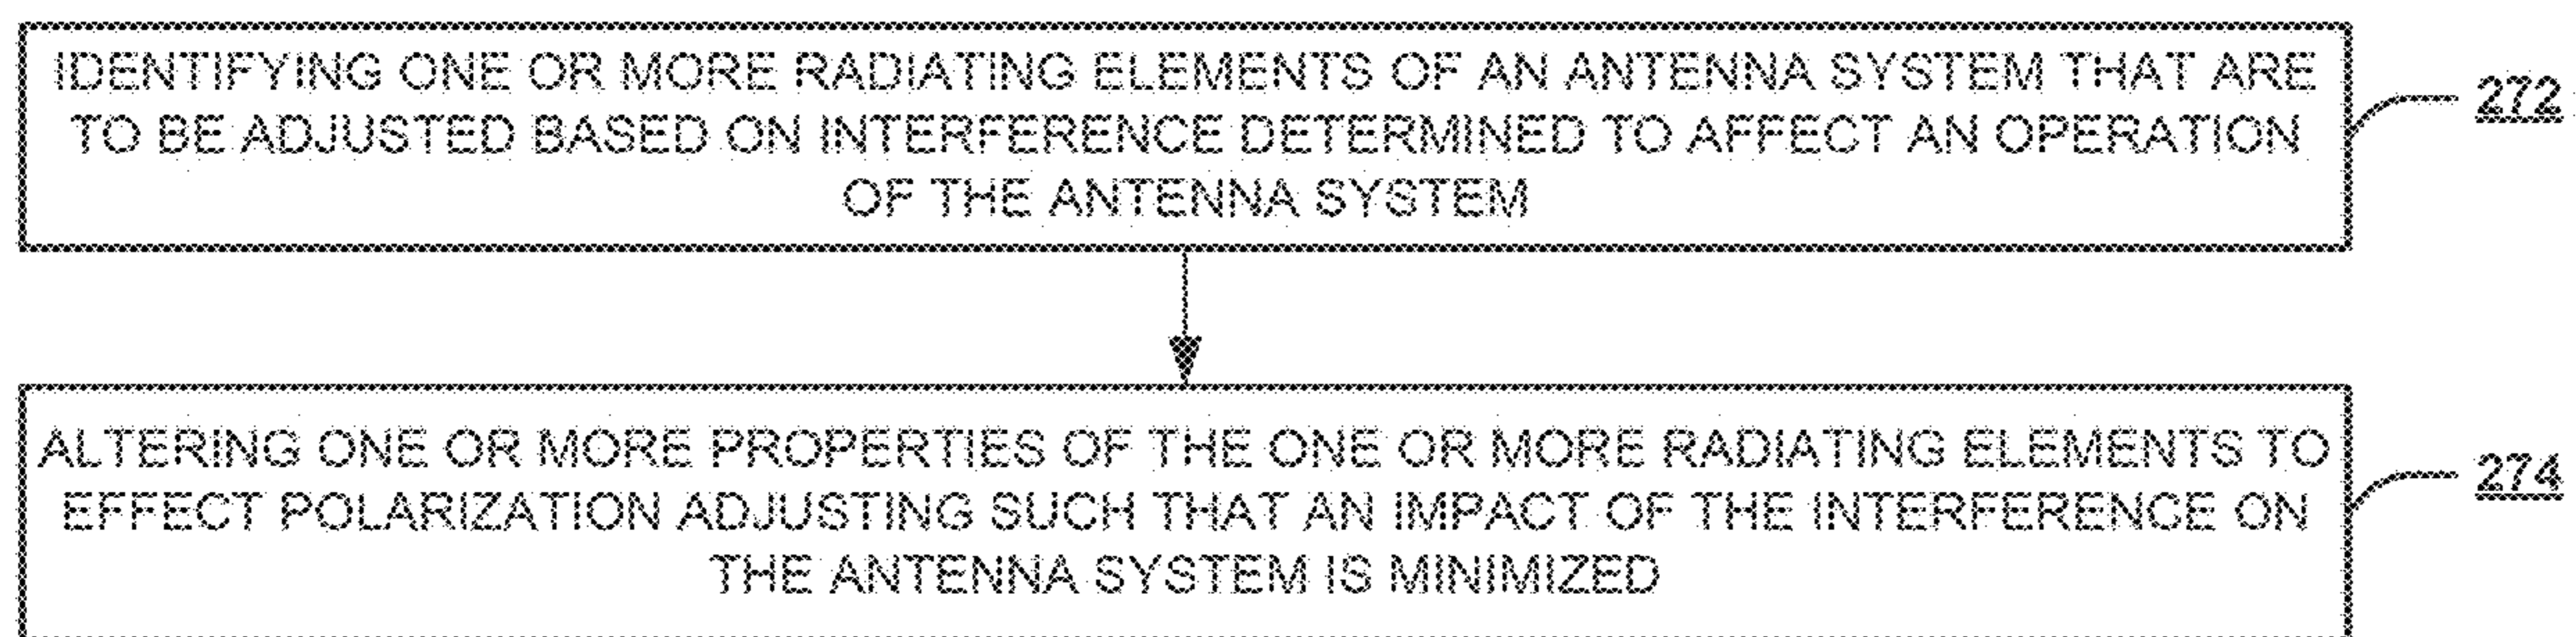 IDENTIFYING ONE OR MORE RADIATING ELEMENTS OF AN ANTENNA SYSTEM THAT ARE
TO BE ADJUSTED BASED ON INTERFERENCE DETERMINED TO AFFECT AN OPERATION
OF THE ANTENNA SYSTEM
272
ALTERING ONE OR MORE PROPERTIES OF THE ONE OR MORE RADIATING ELEMENTS TO
EFFECT POLARIZATION ADJUSTING SUCH THAT AN IMPACT OF THE INTERFERENCE ON
THE ANTENNA SYSTEM IS MINIMIZED
274